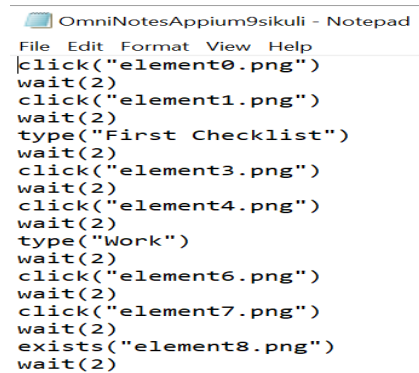 OmniNotesAppium9sikuli - Notepad
File Edit Format View Help
click("element0.png")
wait(2)
click("element1.png")
wait(2)
type("First Checklist")
wait(2)
click("element3.png")
wait(2)
click("element4.png")
wait(2)
type("Work")
wait(2)
click("element6.png")
wait(2)
click("element7.png")
wait(2)
exists("element8.png")
wait(2)